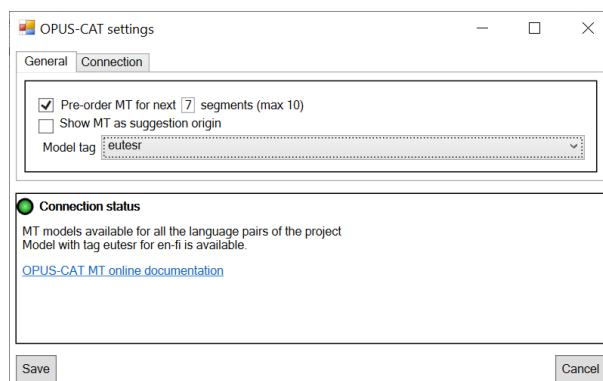 OPUS-CAT settings
General Connection
Pre-order MT for next 7 segments (max 10)
Show MT as suggestion origin
Model tag eutesr
Connection status
MT models available for all the language pairs of the project
Model with tag eutesr for en-fi is available.
OPUS-CAT MT online documentation
Save Cancel